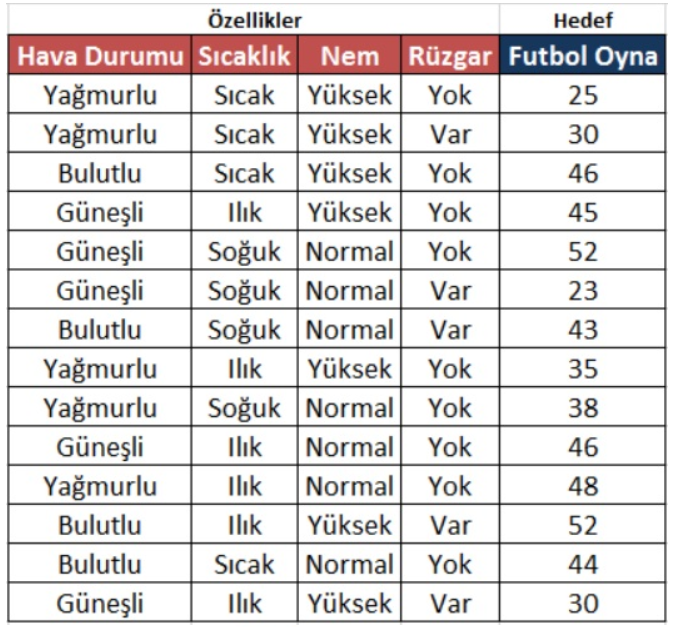 Özellikler Hedef
Hava Durumu Sıcaklık Nem Rüzgar Futbol Oyna
Yağmurlu Sıcak Yüksek Yok 25
Yağmurlu Sıcak Yüksek Var 30
Bulutlu Sıcak Yüksek Yok 46
Güneşli Ilık Yüksek Yok 45
Güneşli Soğuk Normal Yok 52
Güneşli Soğuk Normal Var 23
Bulutlu Soğuk Normal Var 43
Yağmurlu Ilık Yüksek Yok 35
Yağmurlu Soğuk Normal Yok 38
Güneşli Ilık Normal Yok 46
Yağmurlu Ilık Normal Yok 48
Bulutlu Ilık Yüksek Var 52
Bulutlu Sıcak Normal Yok 44
Güneşli Ilık Yüksek Var 30